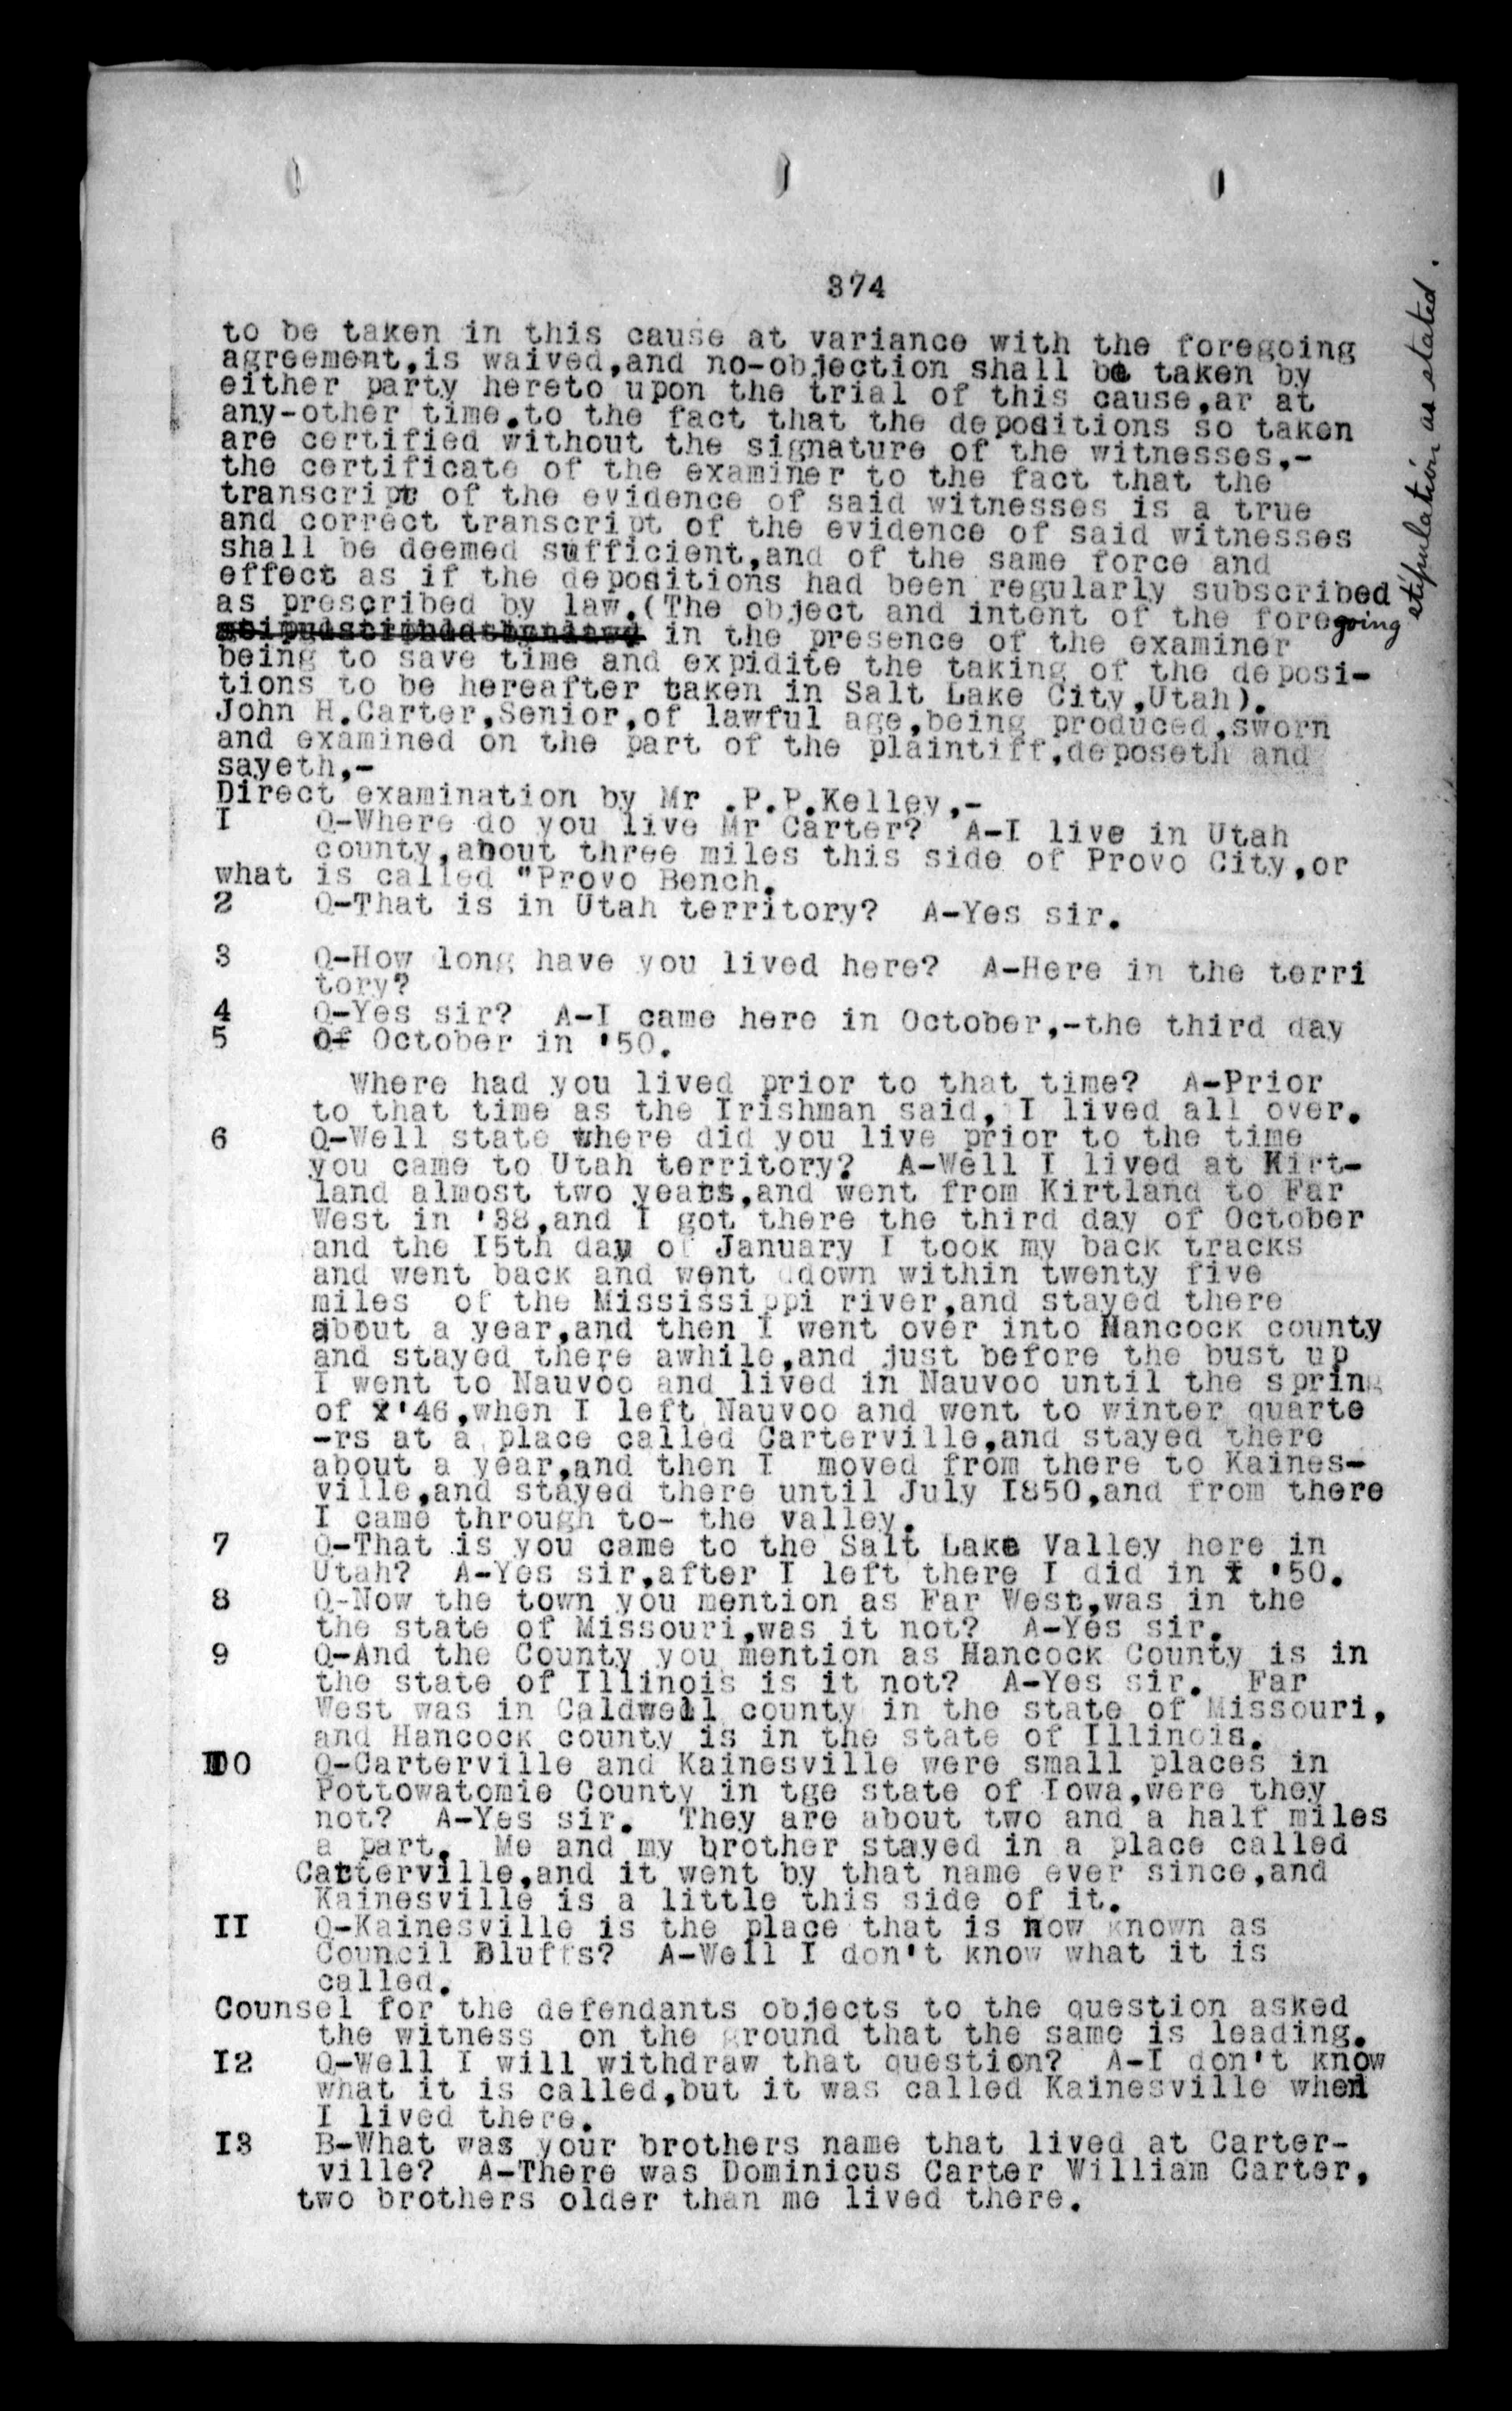 374
to be taken in this cause at variance with the foregoing
agreement,is waived,and no-objection shall be taken by
either party hereto upon the trial of this cause,ar at
any-other time.to the fact that the depositions so taken
are certified without the signature of the witnesses,-
the certificate of the examiner to the fact that the
transcript of the evidence of said witnesses is a true
and correct transcript of the evidence of said witnesses
shall be deemed sufficient,and of the same force and
effect as if the depositions had been regularly subscribed
as prescribed by law.(The object and intent of the foregoing
stipulation as stated.
in the presence of the examiner
being to save time and expidite the taking of the deposi-
tions to be hereafter taken in Salt Lake City,Utah).
John H.Carter,Senior,of lawful age,being produced,sworn
and examined on the part of the plaintiff,deposeth and
sayeth,-
Direct examination by Mr .P.P.Kelley,-
I Q-Where do you live Mr Carter? A-I live in Utah
county,about three miles this side of Provo City,or
what is called "Provo Bench.
2 Q-That is in Utah territory? A-Yes sir.
3 Q-How long have you lived here? A-Here in the terri
tory?
4 Q-Yes sir? A-I came here in October,-the third day
5 Of October in '50.
Where had you lived prior to that time? A-Prior
to that time as the Irishman said, I lived all over.
6 Q-Well state where did you live prior to the time
you came to Utah territory? A-Well I lived at Kirt-
land almost two years,and went from Kirtland to Far
West in '38,and I got there the third day of October
and the I5th day of January I took my back tracks
and went back and went ddown within twenty five
miles of the Mississippi river,and stayed there
about a year,and then I went over into Hancock county
and stayed there awhile,and just before the bust up
I went to Nauvoo and lived in Nauvoo until the spring
of x'46,when I left Nauvoo and went to winter quarte
-rs at a place called Carterville,and stayed there
about a year,and then I moved from there to Kaines-
ville,and stayed there until July I850,and from there
I came through to- the valley.
7 Q-That is you came to the Salt Lake Valley here in
Utah? A-Yes sir,after I left there I did in x '50.
8 Q-Now the town you mention as Far West,was in the
the state of Missouri,was it not? A-Yes sir.
9 Q-And the County you mention as Hancock County is in
the state of Illinois is it not? A-Yes sir. Far
West was in Caldwell county in the state of Missouri,
and Hancock county is in the state of Illinois.
I0 Q-Carterville and Kainesville were small places in
Pottowatomie County in tge state of Iowa,were they
not? A-Yes sir. They are about two and a half miles
a part. Me and my brother stayed in a place called
Carterville,and it went by that name ever since,and
Kainesville is a little this side of it.
II Q-Kainesville is the place that is now known as
Council Bluffs? A-Well I don't know what it is
called.
Counsel for the defendants objects to the question asked
the witness on the ground that the same is leading.
I2 Q-Well I will withdraw that question? A-I don't know
what it is called,but it was called Kainesville when
I lived there.
I3 B-What was your brothers name that lived at Carter-
ville? A-There was Dominicus Carter William Carter,
two brothers older than me lived there.